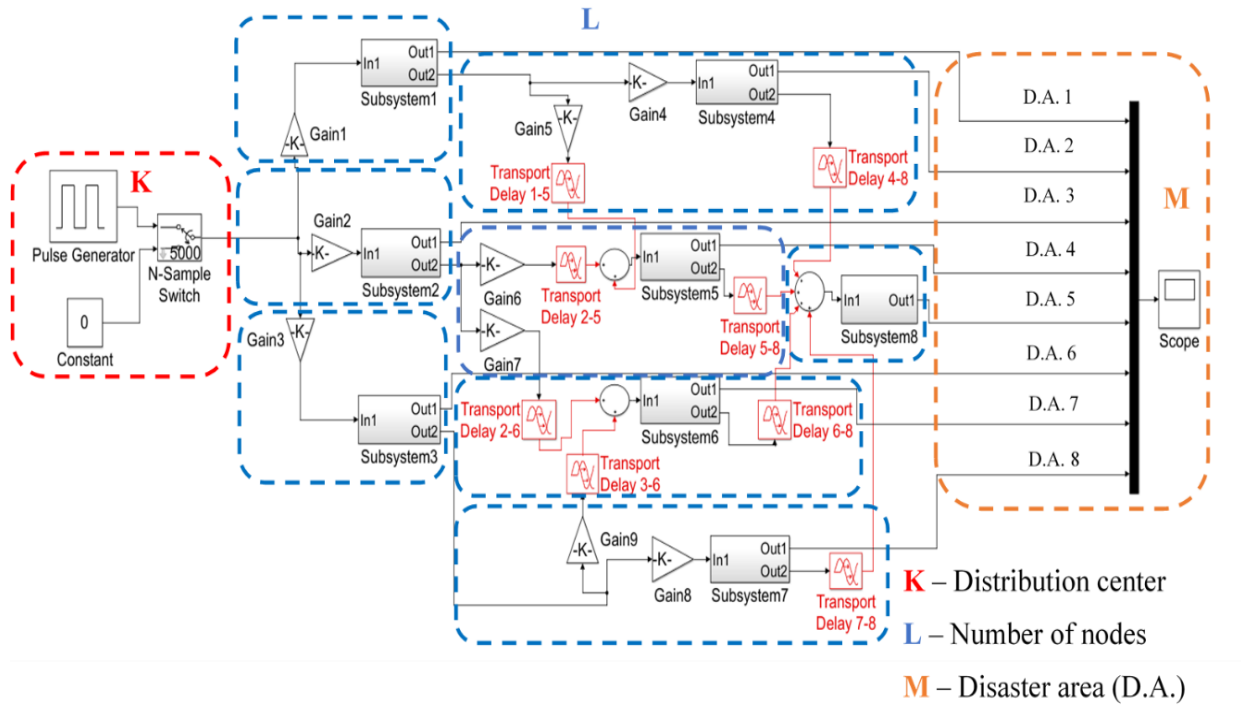 L
Out1
In1
Out2
Subsystem1
-K-
Gain1
-K-
Gain5
-K-
Gain4
Out1
In1
Out2
Subsystem4
Transport
Delay 1-5
Transport
Delay 4-8
K
Pulse Generator
5000
N-Sample
Switch
0
Constant
Gain2
-K-
Out1
In1
Out2
Subsystem2
-K-
Gain6
Transport
Delay 2-5
Out1
In1
Out2
Subsystem5
-K-
Gain7
Transport
Delay 5-8
In1
Out1
Subsystem8
Gain3
-K-
Out1
In1
Out2
Subsystem3
Transport
Delay 2-6
Out1
In1
Out2
Subsystem6
Transport
Delay 6-8
Transport
Delay 3-6
-K-
Gain9
-K-
Gain8
Out1
In1
Out2
Subsystem7
Transport
Delay 7-8
D.A. 1
D.A. 2
D.A. 3
D.A. 4
D.A. 5
D.A. 6
D.A. 7
D.A. 8
M
Scope
K – Distribution center
L – Number of nodes
M – Disaster area (D.A.)